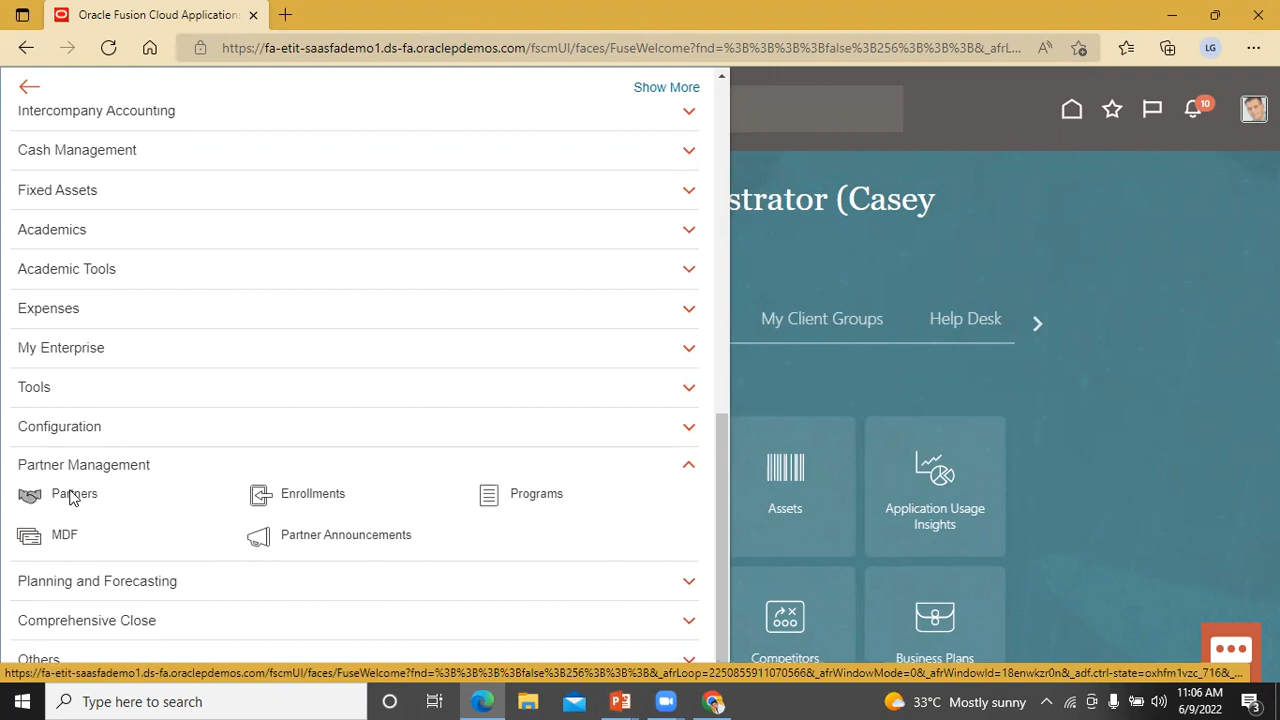 Oracle Fusion Cloud Applications
https://fa-etit-saasfademo1.ds-fa.oraclepdemos.com/fscmUI/faces/FuseWelcome?fnd=%3B%3B%3B%3Bfalse%3B256%3B%3B%3B&_afrL...
LG
Show More
Intercompany Accounting
10
Cash Management
Fixed Assets
strator (Casey
Academics
Academic Tools
Expenses
My Client Groups
Help Desk
My Enterprise
Tools
Configuration
Partner Management
Partners
Enrollments
Programs
Assets
Application Usage
Insights
MDF
Partner Announcements
Planning and Forecasting
Comprehensive Close
Others
Competitors
Business Plans
Type here to search
33°C Mostly sunny
11:06 AM
6/9/2022
3